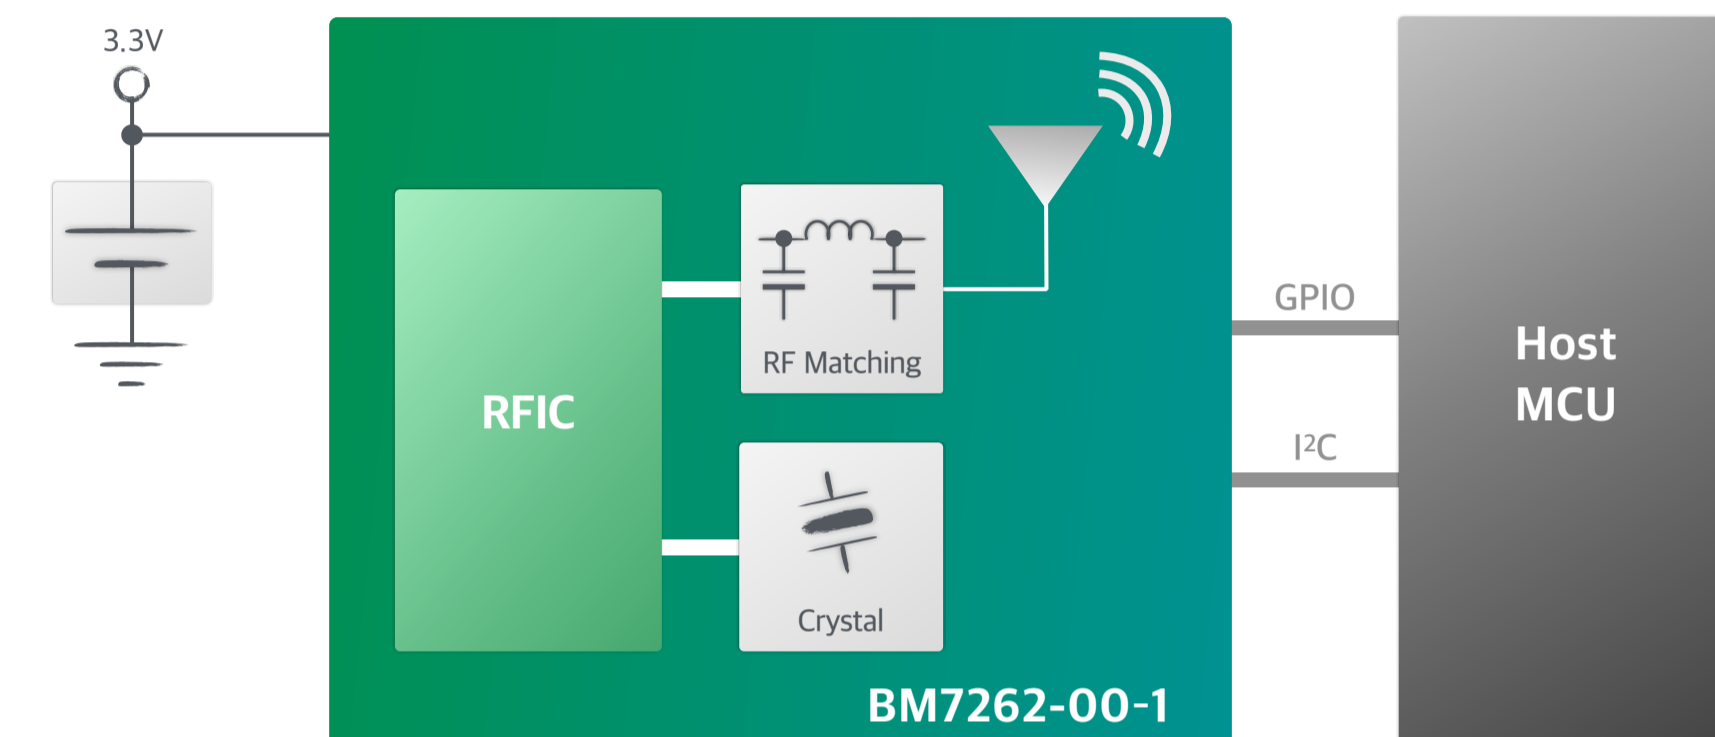 3.3V
RFIC
RF Matching
Crystal
BM7262-00-1
GPIO
I²C
Host
MCU